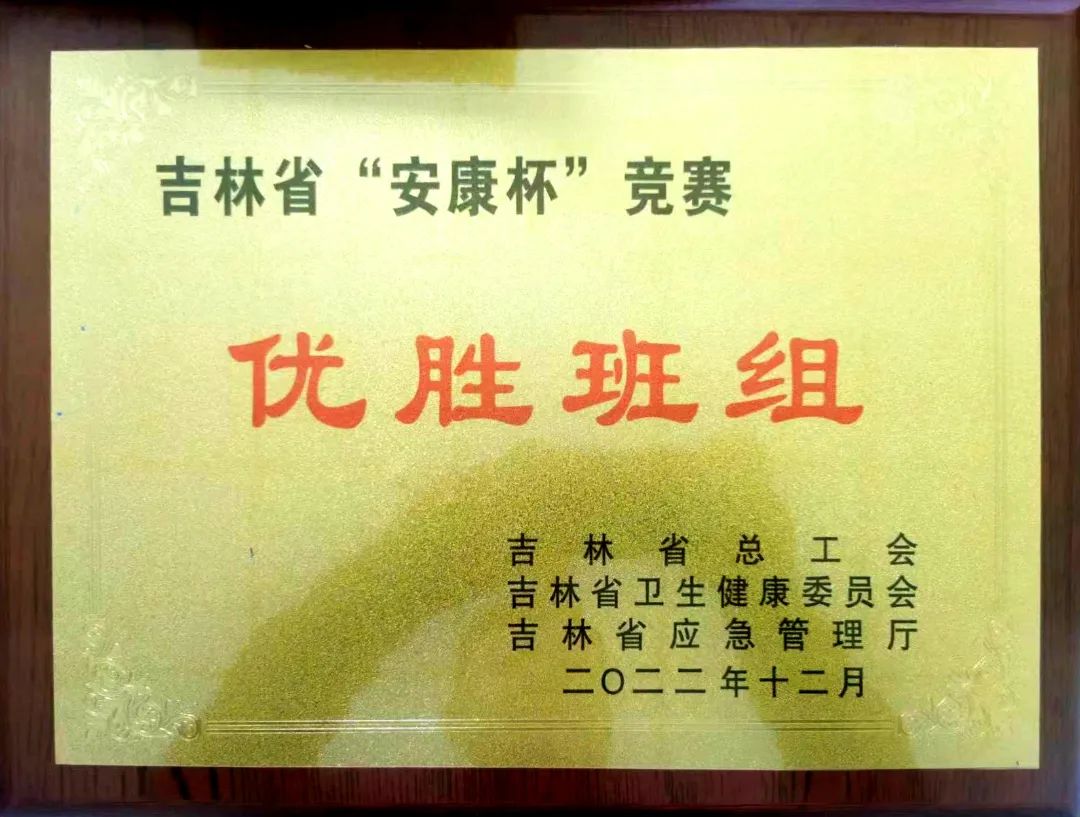 吉林省“安康杯”竞赛
优胜班组
吉林省总工会
吉林省卫生健康委员会
吉林省应急管理厅
二〇二二年十二月